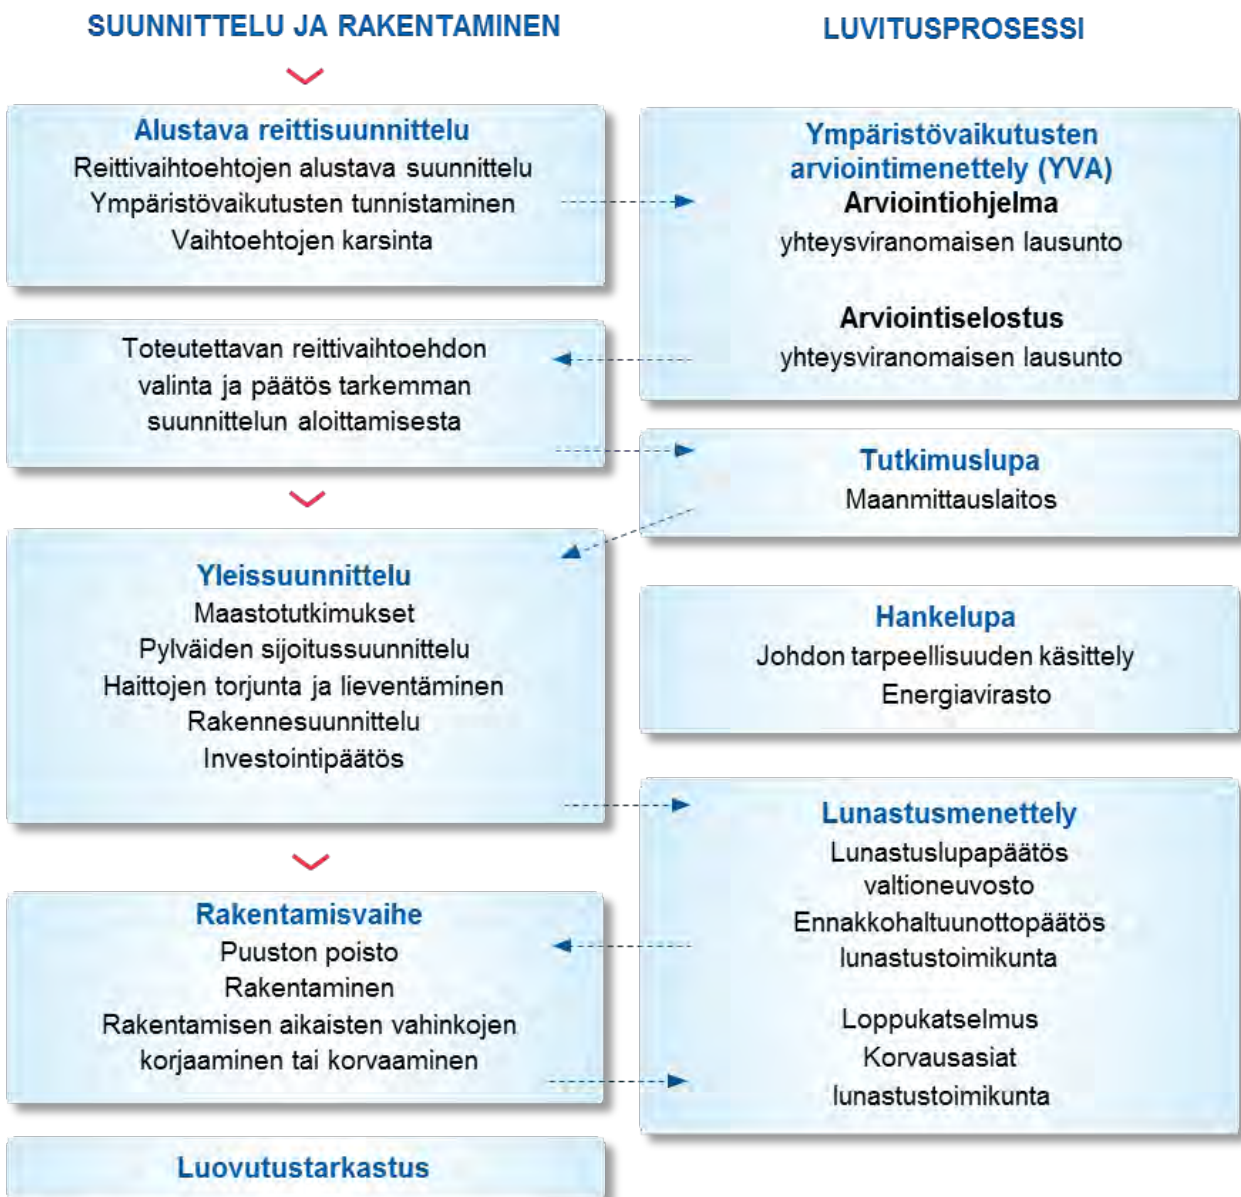 SUUNNITTELU JA RAKENTAMINEN
Alustava reittisuunnittelu
Reittivaihtoehtojen alustava suunnittelu
Ympäristövaikutusten tunnistaminen
Vaihtoehtojen karsinta
Toteutettavan reittivaihtoehdon
valinta ja päätös tarkemman
suunnittelun aloittamisesta
Yleissuunnittelu
Maastotutkimukset
Pylväiden sijoitussuunnittelu
Haittojen torjunta ja lieventäminen
Rakennesuunnittelu
Investointipäätös
Rakentamisvaihe
Puuston poisto
Rakentaminen
Rakentamisen aikaisten vahinkojen
korjaaminen tai korvaaminen
Luovutustarkastus
LUVITUSPROSESSI
Ympäristövaikutusten
arviointimenettely (YVA)
Arviointiohjelma
yhteysviranomaisen lausunto
Arviointiselostus
yhteysviranomaisen lausunto
Tutkimuslupa
Maanmittauslaitos
Hankelupa
Johdon tarpeellisuuden käsittely
Energiavirasto
Lunastusmenettely
Lunastuslupapäätös
valtioneuvosto
Ennakkohaltuunottopäätös
lunastustoimikunta
Loppukatselmus
Korvausasiat
lunastustoimikunta